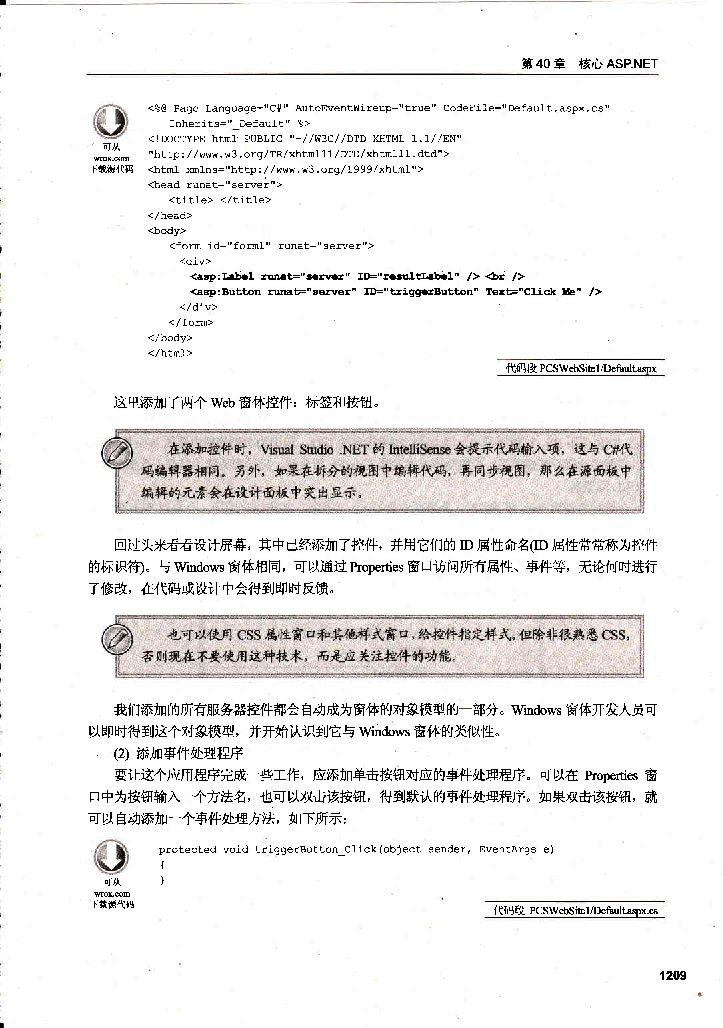 第 40 章 核心 ASP.NET
<%@ Page Language="C#" AutoEventWireup="true" CodeFile="Default.aspx.cs"
Inherits="_Default" %>
<!DOCTYPE html PUBLIC "-//W3C//DTD XHTML 1.1//EN"
"http://www.w3.org/TR/xhtml11/DTD/xhtml11.dtd">
<html xmlns="http://www.w3.org/1999/xhtml">
<head runat="server">
<title> </title>
</head>
<body>
<form id="form1" runat="server">
<div>
<asp:Label runat="server" ID="resultLabel" /> <br />
<asp:Button runat="server" ID="triggerButton" Text="Click Me" />
</div>
</form>
</body>
</html>
可从
wrox.com
下载源代码
代码段 PCSWebSite1/Default.aspx
这里添加了两个 Web 窗体控件：标签和按钮。
在添加控件时，Visual Studio .NET 的 IntelliSense 会提示代码输入项，这与 C#代
码编辑器相同。另外，如果在拆分的视图中编辑代码，再同步视图，那么在源面板中
编辑的元素会在设计面板中突出显示。
回过头来看看设计屏幕，其中已经添加了控件，并用它们的 ID 属性命名(ID 属性常常称为控件
的标识符)。与 Windows 窗体相同，可以通过 Properties 窗口访问所有属性、事件等，无论何时进行
了修改，在代码或设计中会得到即时反馈。
也可以使用 CSS 属性窗口和其他样式窗口，给控件指定样式。但除非很熟悉 CSS，
否则现在不要使用这种技术，而是应关注控件的功能。
我们添加的所有服务器控件都会自动成为窗体的对象模型的一部分。Windows 窗体开发人员可
以即时得到这个对象模型，并开始认识到它与 Windows 窗体的类似性。
(2) 添加事件处理程序
要让这个应用程序完成一些工作，应添加单击按钮对应的事件处理程序。可以在 Properties 窗
口中为按钮输入一个方法名，也可以双击该按钮，得到默认的事件处理程序。如果双击该按钮，就
可以自动添加一个事件处理方法，如下所示：
protected void triggerButton_Click(object sender, EventArgs e)
{
}
可从
wrox.com
下载源代码
代码段 PCSWebSite1/Default.aspx.cs
1209